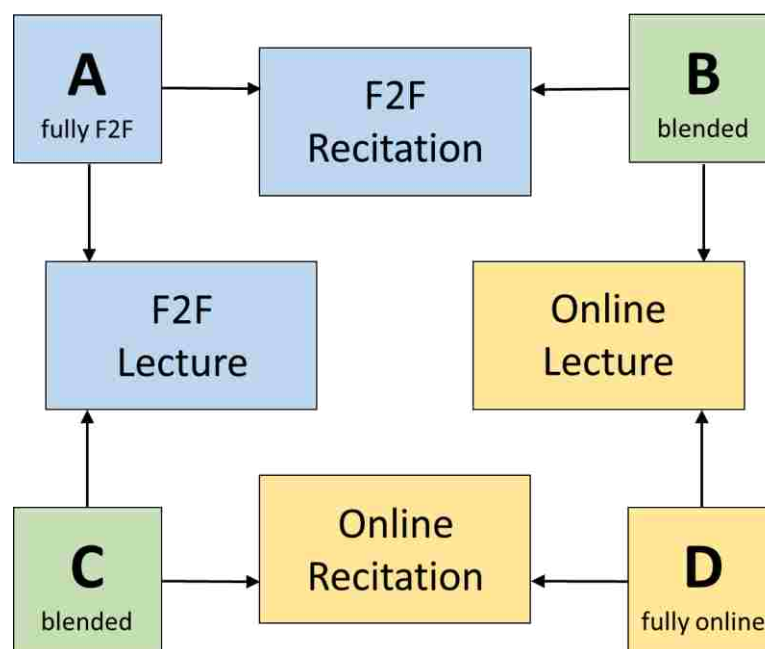 A
fully F2F
F2F
Recitation
B
blended
F2F
Lecture
Online
Lecture
C
blended
Online
Recitation
D
fully online